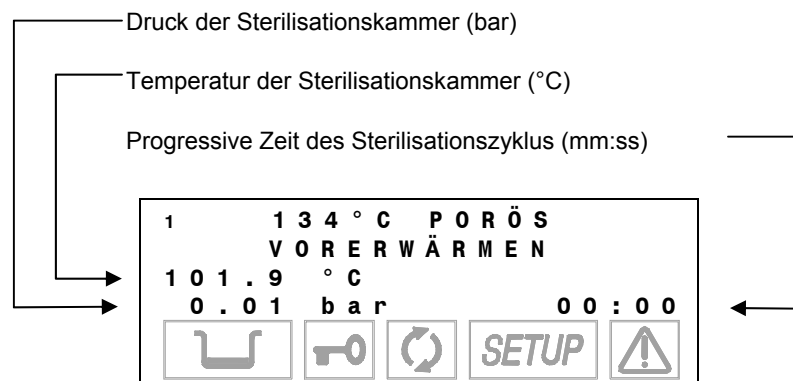 Druck der Sterilisationskammer (bar)
Temperatur der Sterilisationskammer (°C)
Progressive Zeit des Sterilisationszyklus (mm:ss)
1 134°C PORÖS
VORERWÄRMEN
101.9 °C
0.01 bar 00:00
SETUP